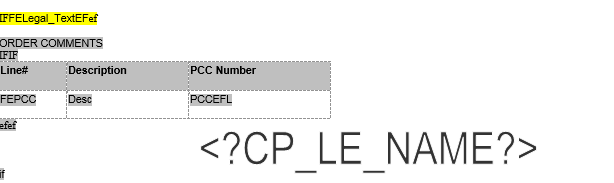 IFFELegal_TextEFef
ORDER COMMENTS
IFIF
Line# Description PCC Number
FEPCC Desc PCCEFL
efef
<?CP_LE_NAME?>
if